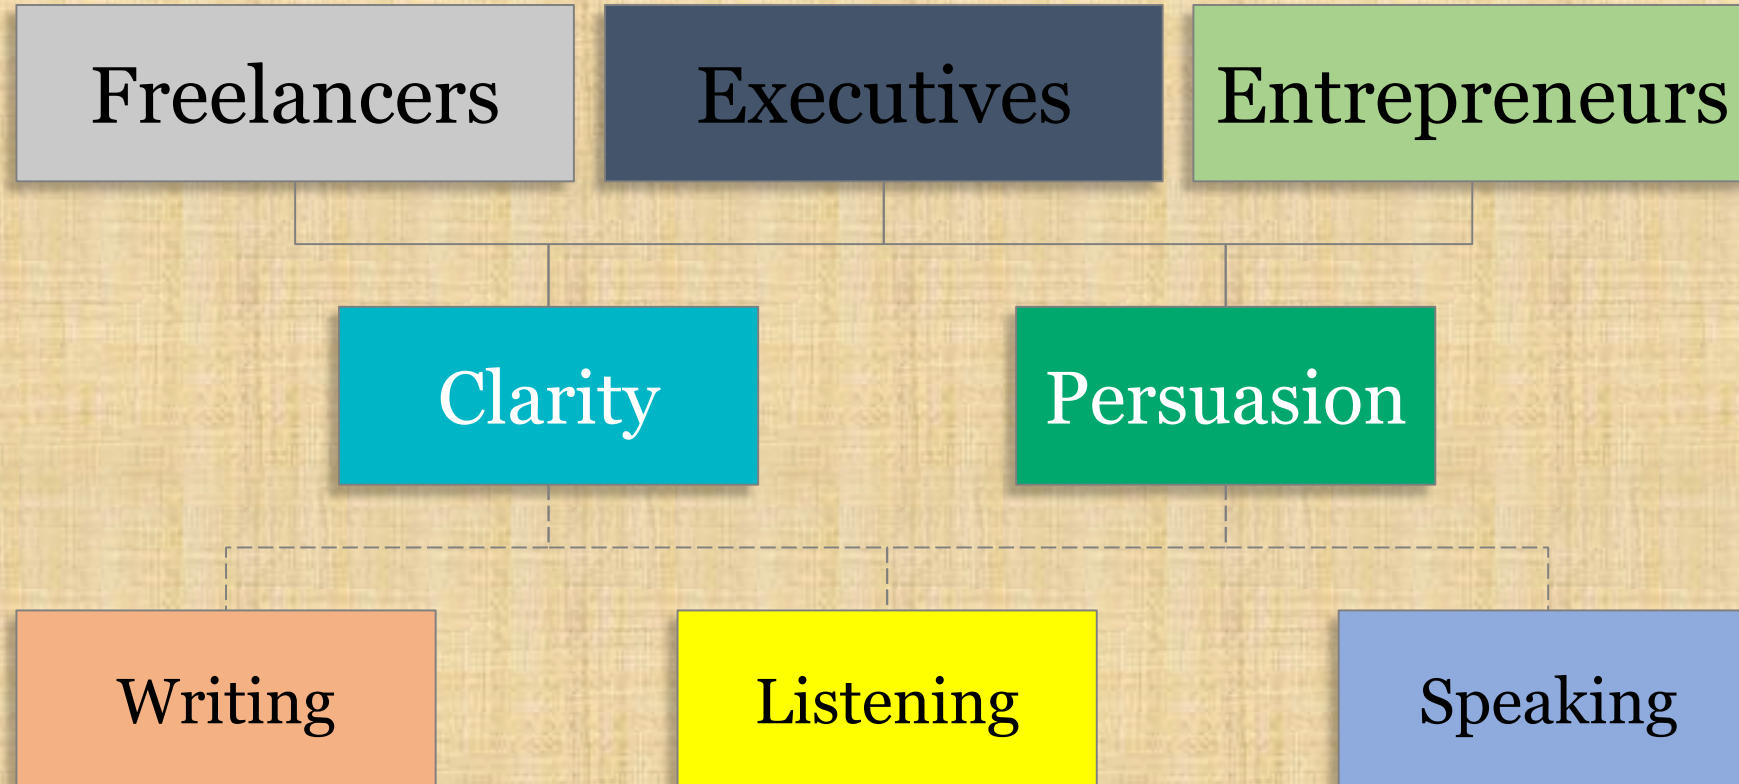 Freelancers
Executives
Entrepreneurs
Clarity
Persuasion
Writing
Listening
Speaking